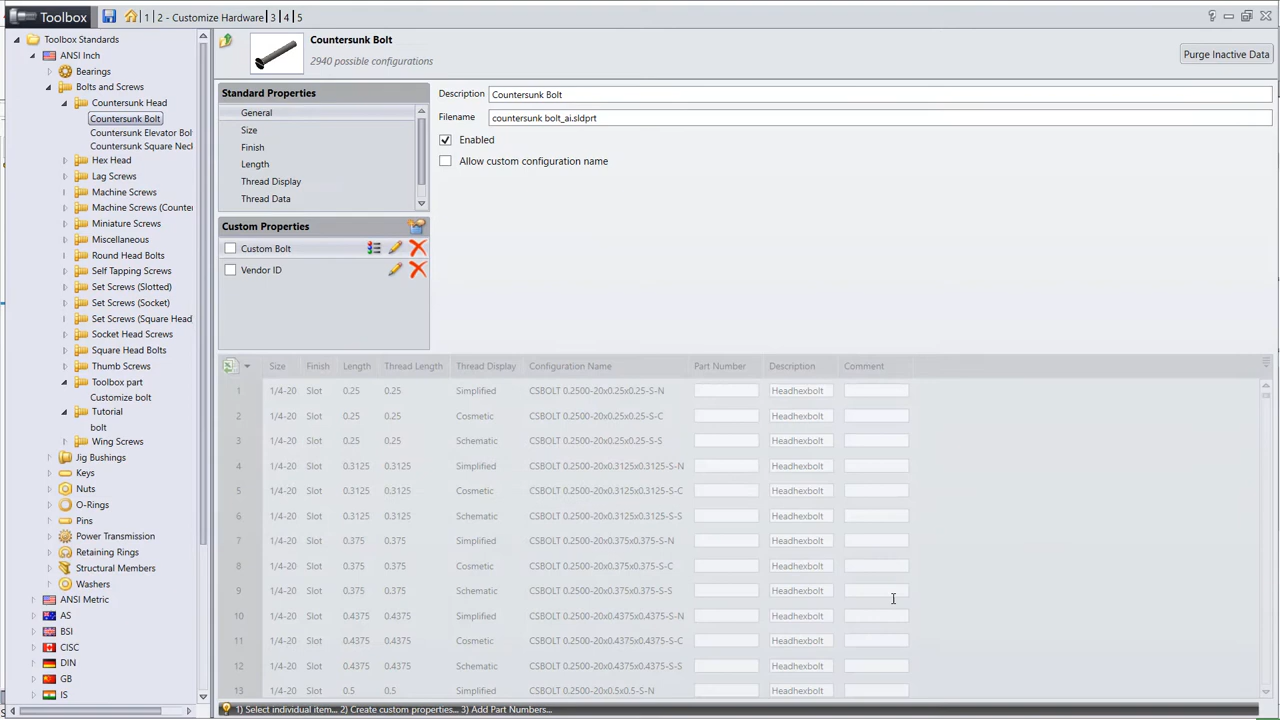 Toolbox 1 2 - Customize Hardware 3 4 5
Toolbox Standards
ANSI Inch
Bearings
Bolts and Screws
Countersunk Head
Countersunk Bolt
Countersunk Elevator Bol
Countersunk Square Neck
Hex Head
Lag Screws
Machine Screws
Machine Screws (Counter
Miniature Screws
Miscellaneous
Round Head Bolts
Self Tapping Screws
Set Screws (Slotted)
Set Screws (Socket)
Set Screws (Square Head
Socket Head Screws
Square Head Bolts
Thumb Screws
Toolbox part
Customize bolt
Tutorial
bolt
Wing Screws
Jig Bushings
Keys
Nuts
O-Rings
Pins
Power Transmission
Retaining Rings
Structural Members
Washers
ANSI Metric
AS
BSI
CISC
DIN
GB
IS
Countersunk Bolt
2940 possible configurations
Purge Inactive Data
Standard Properties
General
Size
Finish
Length
Thread Display
Thread Data
Description Countersunk Bolt
Filename countersunk bolt_ai.sldprt
Enabled
Allow custom configuration name
Custom Properties
Custom Bolt
Vendor ID
Size Finish Length Thread Length Thread Display Configuration Name Part Number Description Comment
1 1/4-20 Slot 0.25 0.25 Simplified CSBOLT 0.2500-20x0.25x0.25-S-N Headhexbolt
2 1/4-20 Slot 0.25 0.25 Cosmetic CSBOLT 0.2500-20x0.25x0.25-S-C Headhexbolt
3 1/4-20 Slot 0.25 0.25 Schematic CSBOLT 0.2500-20x0.25x0.25-S-S Headhexbolt
4 1/4-20 Slot 0.3125 0.3125 Simplified CSBOLT 0.2500-20x0.3125x0.3125-S-N Headhexbolt
5 1/4-20 Slot 0.3125 0.3125 Cosmetic CSBOLT 0.2500-20x0.3125x0.3125-S-C Headhexbolt
6 1/4-20 Slot 0.3125 0.3125 Schematic CSBOLT 0.2500-20x0.3125x0.3125-S-S Headhexbolt
7 1/4-20 Slot 0.375 0.375 Simplified CSBOLT 0.2500-20x0.375x0.375-S-N Headhexbolt
8 1/4-20 Slot 0.375 0.375 Cosmetic CSBOLT 0.2500-20x0.375x0.375-S-C Headhexbolt
9 1/4-20 Slot 0.375 0.375 Schematic CSBOLT 0.2500-20x0.375x0.375-S-S Headhexbolt
10 1/4-20 Slot 0.4375 0.4375 Simplified CSBOLT 0.2500-20x0.4375x0.4375-S-N Headhexbolt
11 1/4-20 Slot 0.4375 0.4375 Cosmetic CSBOLT 0.2500-20x0.4375x0.4375-S-C Headhexbolt
12 1/4-20 Slot 0.4375 0.4375 Schematic CSBOLT 0.2500-20x0.4375x0.4375-S-S Headhexbolt
13 1/4-20 Slot 0.5 0.5 Simplified CSBOLT 0.2500-20x0.5x0.5-S-N Headhexbolt
1) Select individual item... 2) Create custom properties... 3) Add Part Numbers...